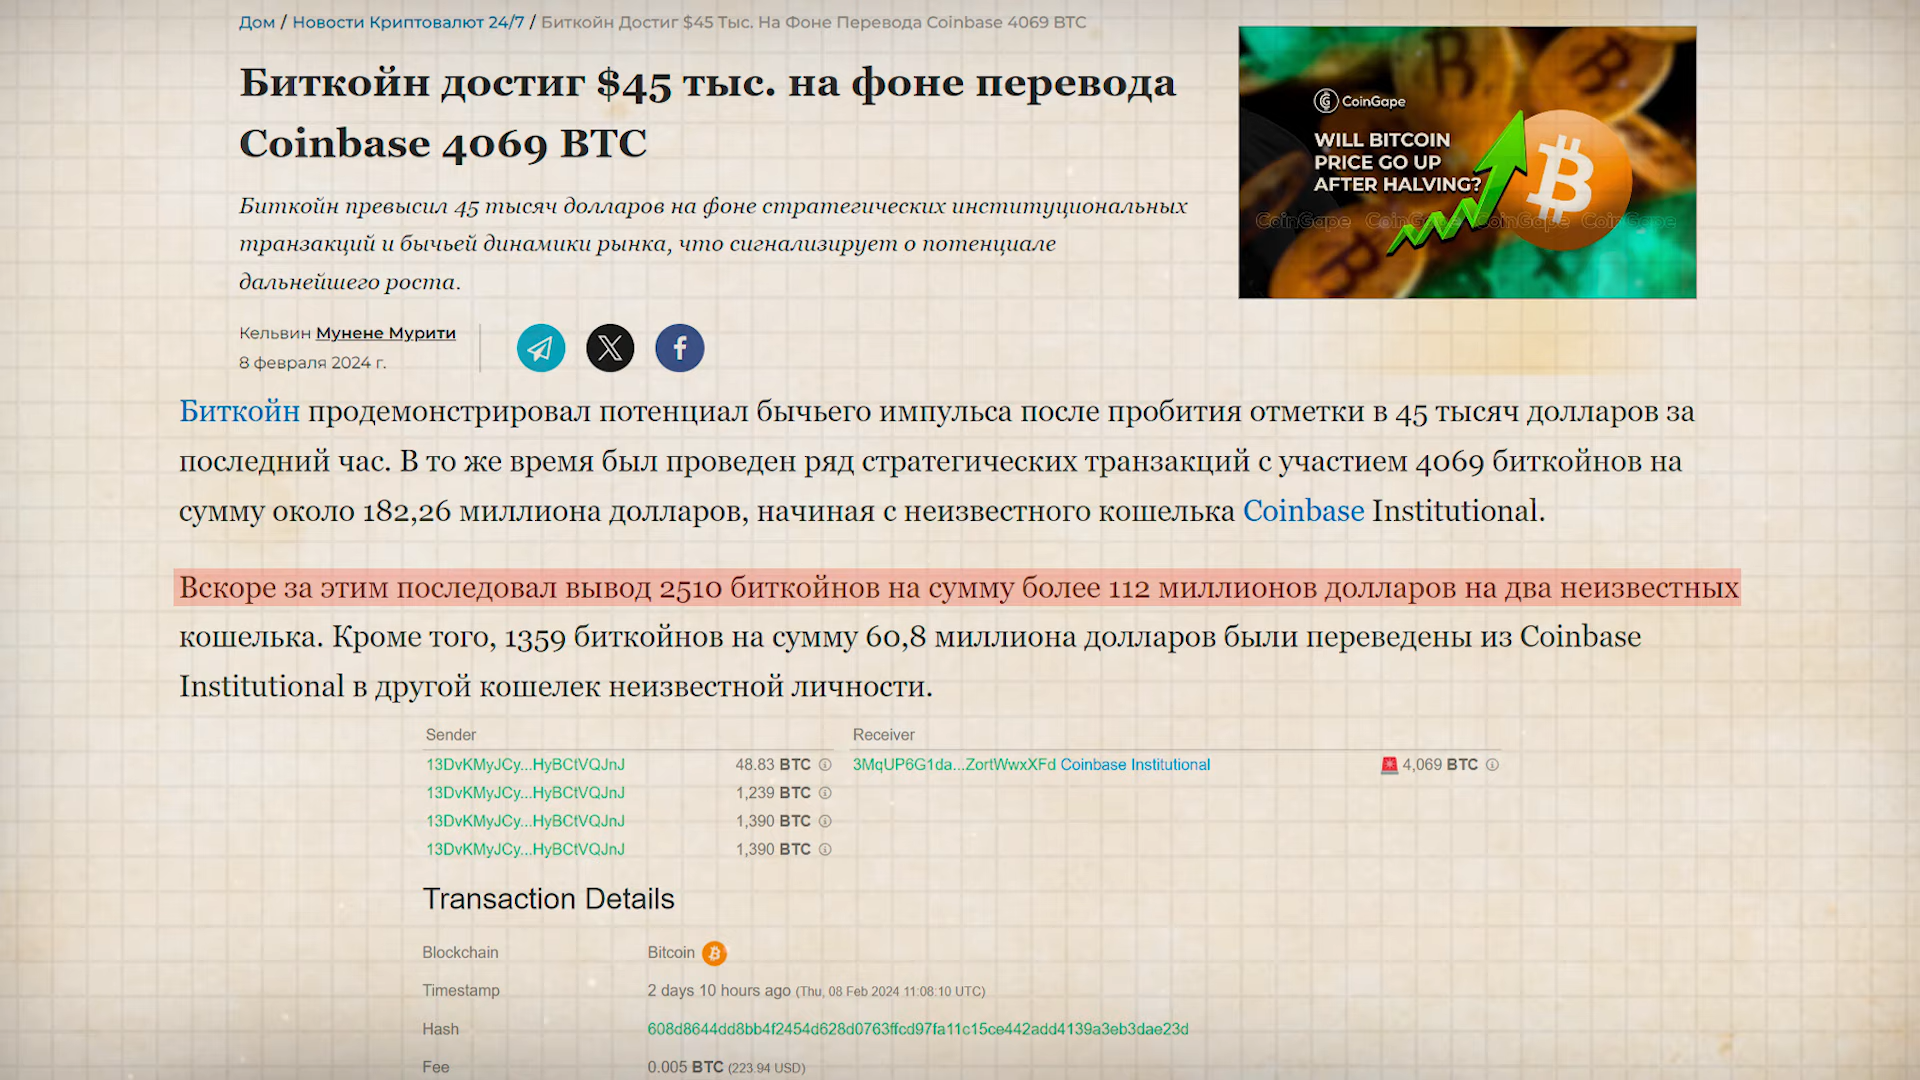 Дом / Новости Криптовалют 24/7 / Биткойн Достиг $45 Тыс. На Фоне Перевода Coinbase 4069 BTC
Биткойн достиг $45 тыс. на фоне перевода
Coinbase 4069 BTC
Биткойн превысил 45 тысяч долларов на фоне стратегических институциональных
транзакций и бычьей динамики рынка, что сигнализирует о потенциале
дальнейшего роста.
Кельвин Мунене Мурити
8 февраля 2024 г.
CoinGape
WILL BITCOIN
PRICE GO UP
AFTER HALVING?
CoinGape CoinGape CoinGape CoinGape
Биткойн продемонстрировал потенциал бычьего импульса после пробития отметки в 45 тысяч долларов за
последний час. В то же время был проведен ряд стратегических транзакций с участием 4069 биткойнов на
сумму около 182,26 миллиона долларов, начиная с неизвестного кошелька Coinbase Institutional.
Вскоре за этим последовал вывод 2510 биткойнов на сумму более 112 миллионов долларов на два неизвестных
кошелька. Кроме того, 1359 биткойнов на сумму 60,8 миллиона долларов были переведены из Coinbase
Institutional в другой кошелек неизвестной личности.
Sender Receiver
13DvKMyJCy...HyBCtVQJnJ 48.83 BTC 3MqUP6G1da...ZortWwxXFd Coinbase Institutional 4,069 BTC
13DvKMyJCy...HyBCtVQJnJ 1,239 BTC
13DvKMyJCy...HyBCtVQJnJ 1,390 BTC
13DvKMyJCy...HyBCtVQJnJ 1,390 BTC
Transaction Details
Blockchain Bitcoin
Timestamp 2 days 10 hours ago (Thu, 08 Feb 2024 11:08:10 UTC)
Hash 608d8644dd8bb4f2454d628d0763ffcd97fa11c15ce442add4139a3eb3dae23d
Fee 0.005 BTC (223.94 USD)